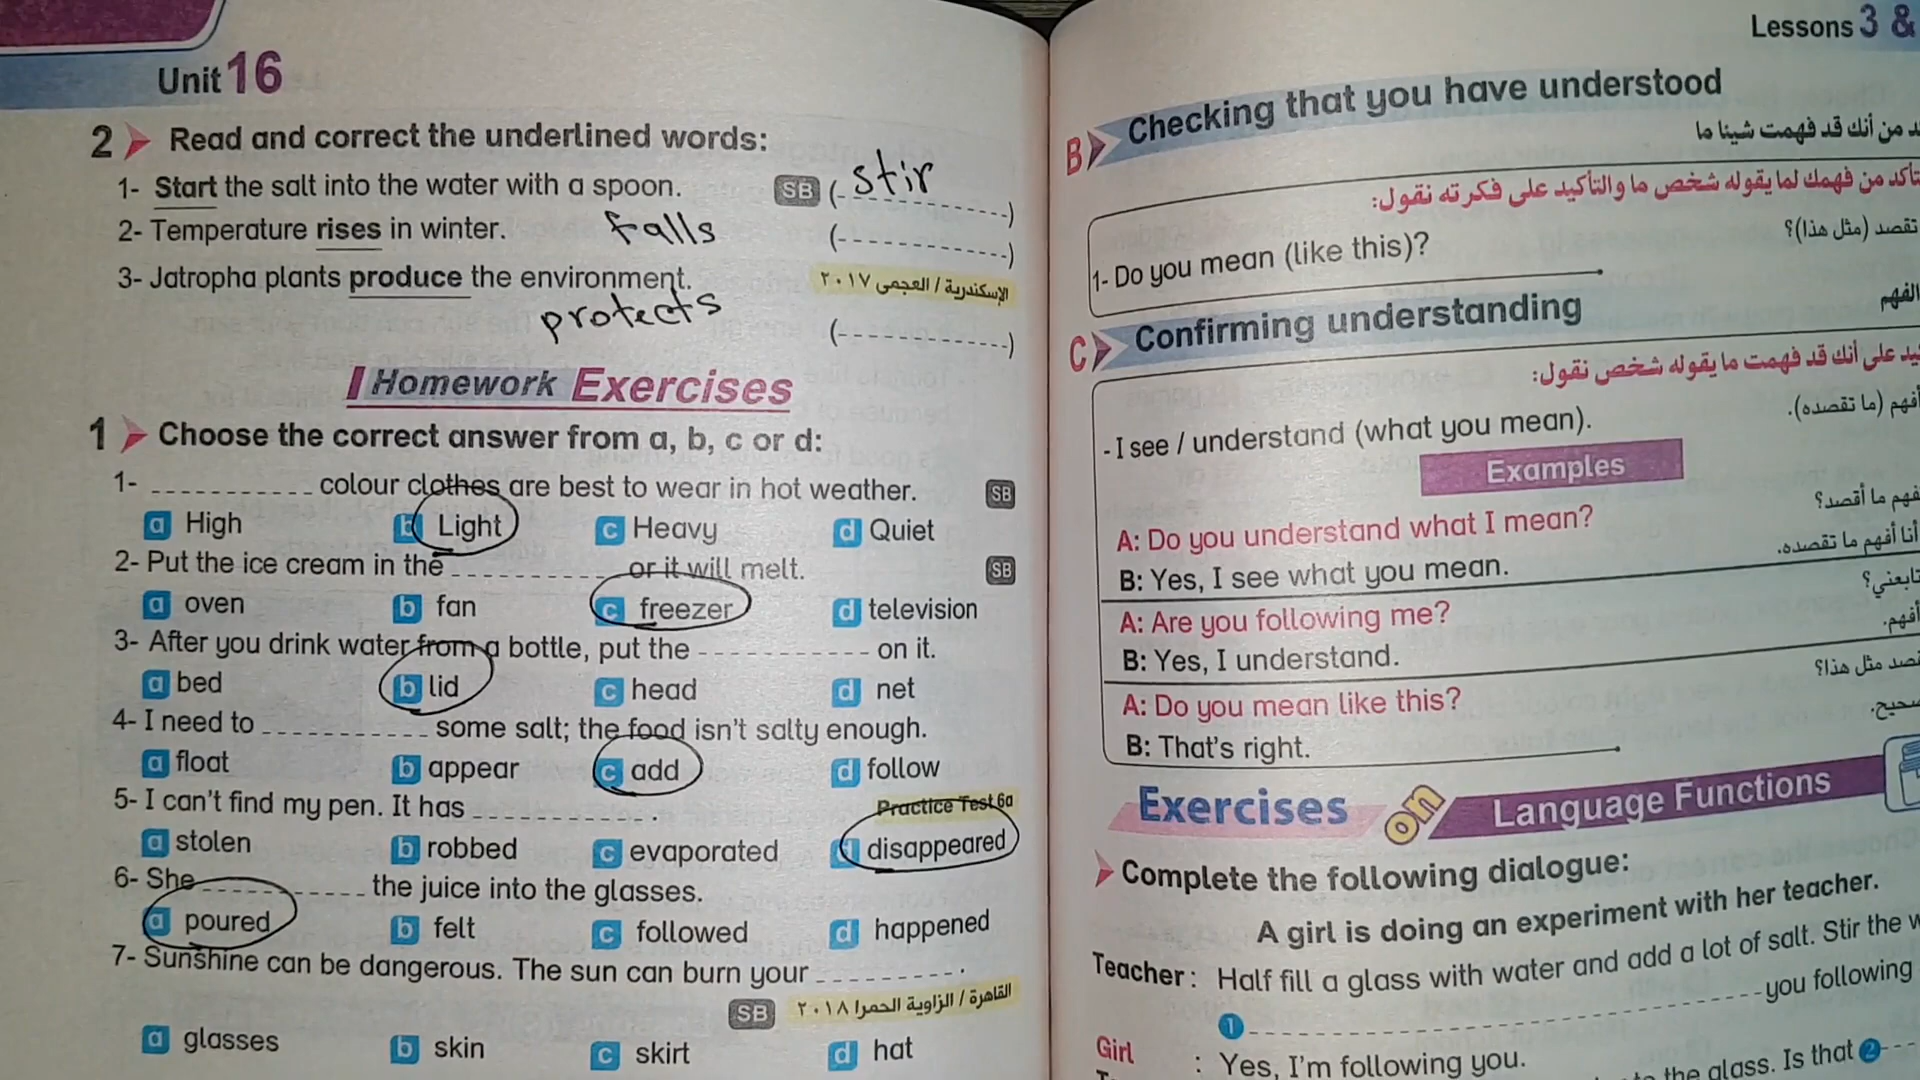 Unit 16
2 Read and correct the underlined words:
1- Start the salt into the water with a spoon. SB (- stir ---------)
2- Temperature rises in winter. falls (------------)
3- Jatropha plants produce the environment. الإسكندرية / العجمى ٢٠١٧
protects (------------)
Homework Exercises
1 Choose the correct answer from a, b, c or d:
1- ------------ colour clothes are best to wear in hot weather. SB
a High b Light c Heavy d Quiet
2- Put the ice cream in the ------------ or it will melt. SB
a oven b fan c freezer d television
3- After you drink water from a bottle, put the ------------ on it.
a bed b lid c head d net
4- I need to ------------ some salt; the food isn't salty enough.
a float b appear c add d follow
5- I can't find my pen. It has ------------. Practice Test 6a
a stolen b robbed c evaporated d disappeared
6- She ------------ the juice into the glasses.
a poured b felt c followed d happened
7- Sunshine can be dangerous. The sun can burn your ----------.
SB القاهرة / الزاوية الحمرا ٢٠١٨
a glasses b skin c skirt d hat
Lessons 3 &
B Checking that you have understood
من أنك قد فهمت شيئا ما
من فهمك لما يقوله شخص ما والتأكيد على فكرته نقول:
1- Do you mean (like this)? تقصد (مثل هذا)؟
C Confirming understanding
على أنك قد فهمت ما يقوله شخص نقول:
- I see / understand (what you mean). (ما تقصده).
Examples
A: Do you understand what I mean? ما أقصد؟
B: Yes, I see what you mean. أنا أفهم ما تقصده.
A: Are you following me?
B: Yes, I understand.
A: Do you mean like this? مثل هذا؟
B: That's right.
Exercises on Language Functions
Complete the following dialogue:
A girl is doing an experiment with her teacher.
Teacher: Half fill a glass with water and add a lot of salt. Stir the
1 ------------ you following
Girl : Yes, I'm following you.
the glass. Is that 2 ---